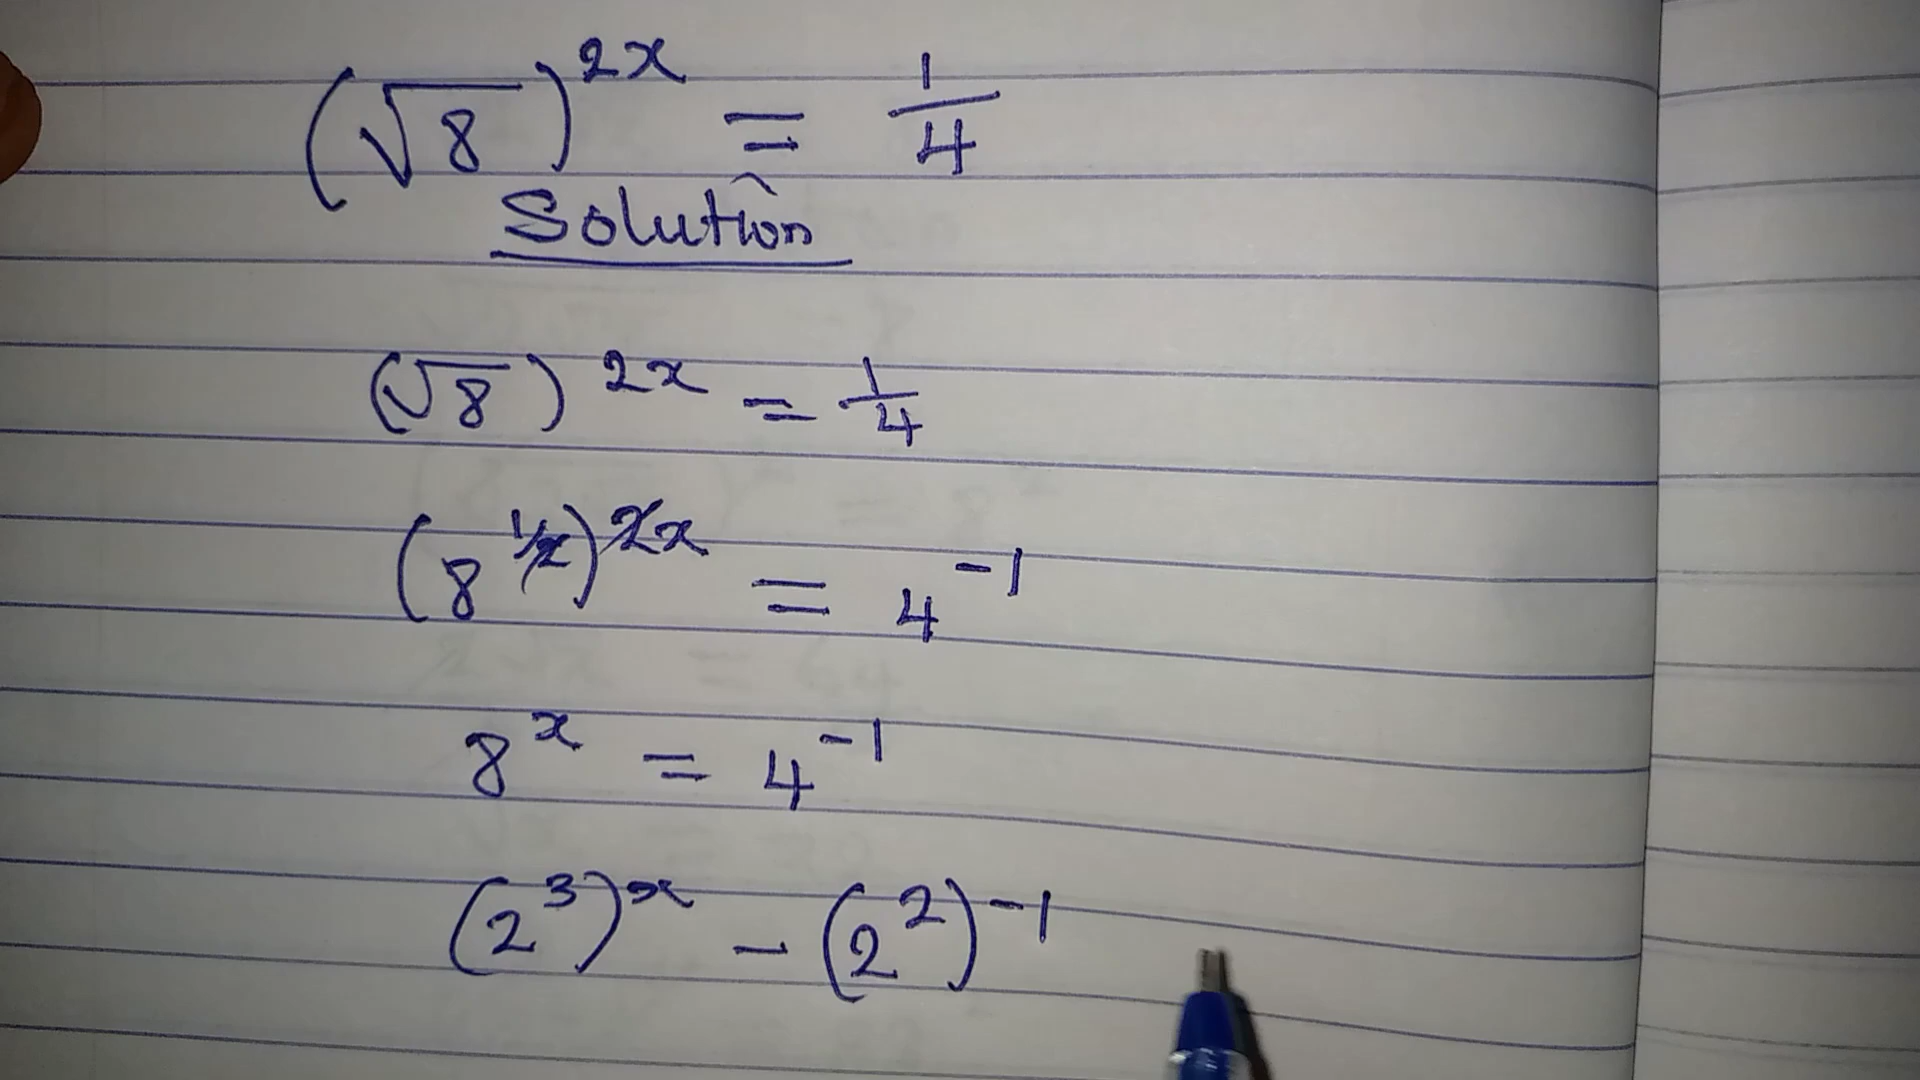 (√8)^2x = 1/4
Solution
(√8)^2x = 1/4
(8^1/2)^2x = 4^-1
8^x = 4^-1
(2^3)^x - (2^2)^-1